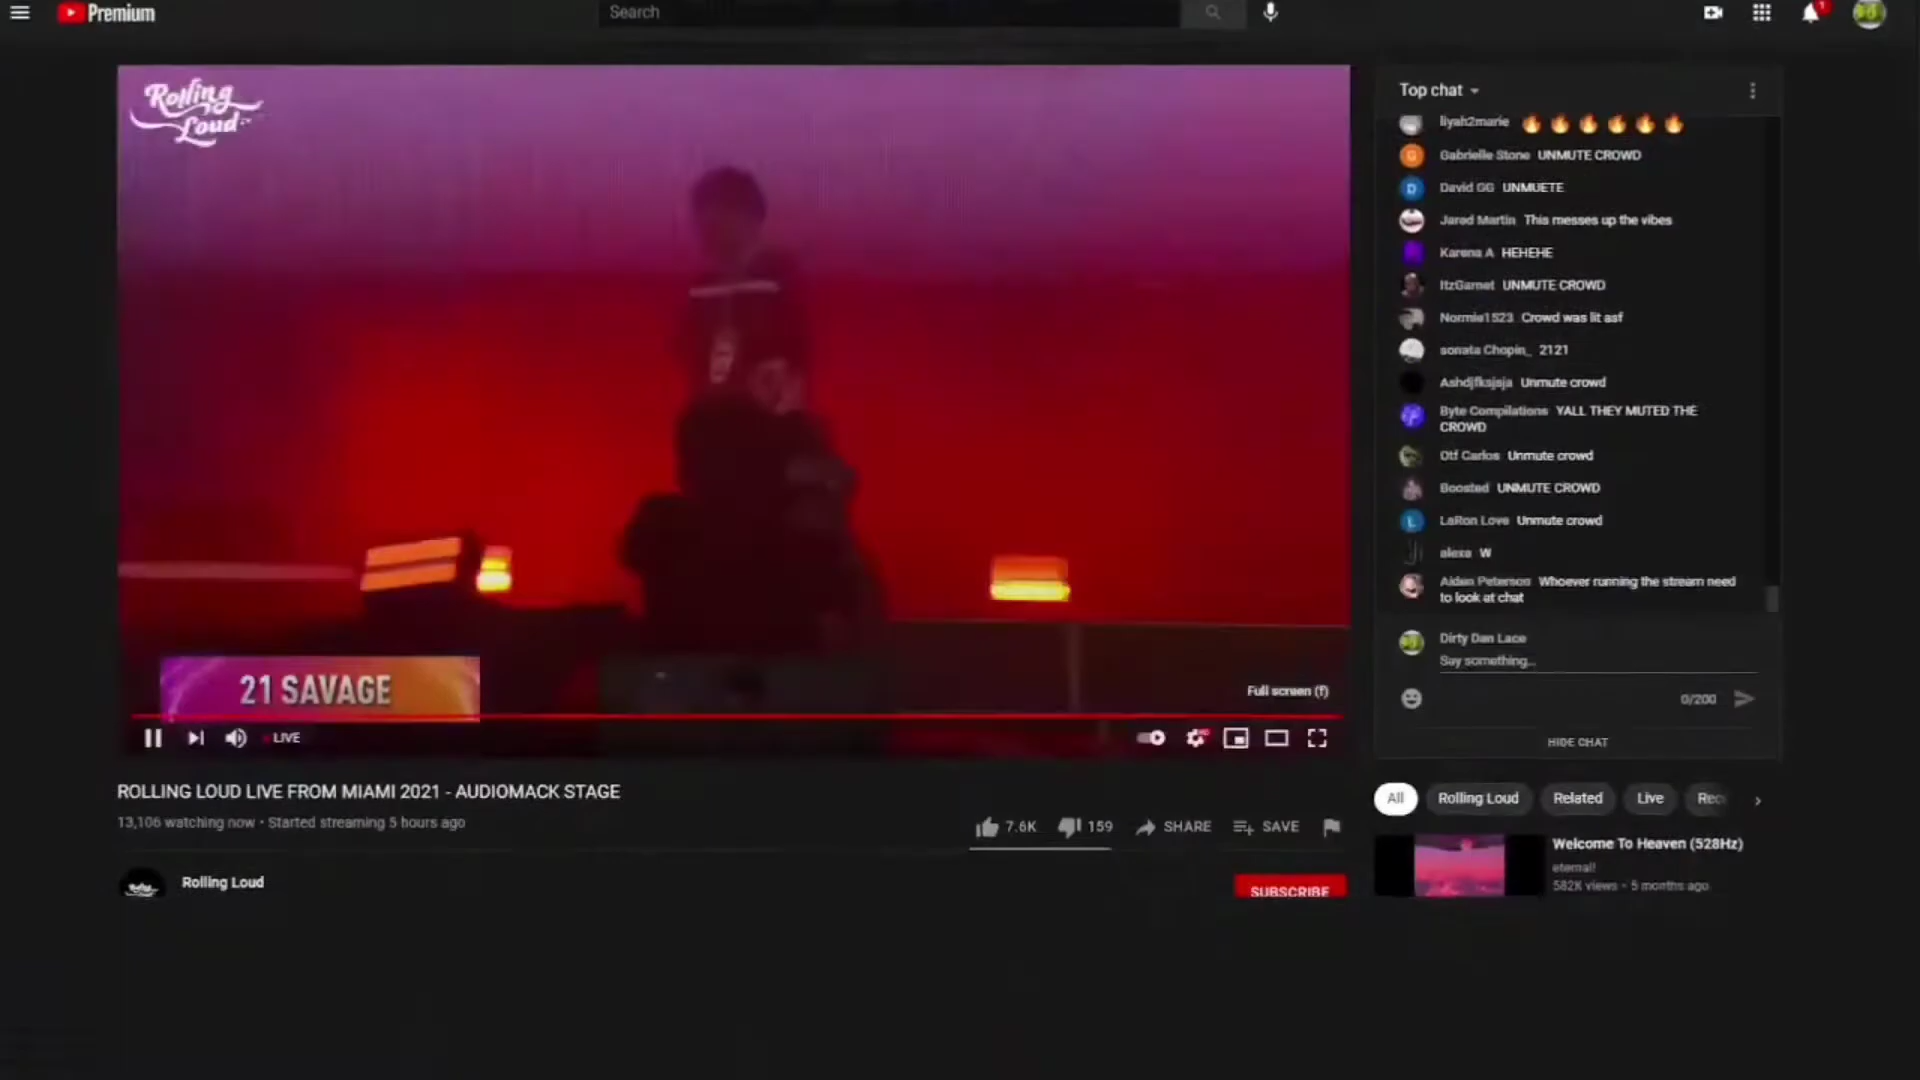 Premium
Search
1
Rolling
Loud
Top chat
liyah2marie 🔥🔥🔥🔥🔥🔥
G Gabrielle Stone UNMUTE CROWD
D David GG UNMUETE
Jared Martin This messes up the vibes
Karena A HEHEHE
ItzGamet UNMUTE CROWD
Normie1523 Crowd was lit asf
sonata Chopin_ 2121
Ashdjfksjsja Unmute crowd
Byte Compilations YALL THEY MUTED THE
CROWD
Otf Carlos Unmute crowd
Boosted UNMUTE CROWD
L LaRon Love Unmute crowd
alexa W
Aidan Peterson Whoever running the stream need
to look at chat
Dirty Dan Lace
Say something...
0/200
HIDE CHAT
21 SAVAGE
Full screen (f)
LIVE
ROLLING LOUD LIVE FROM MIAMI 2021 - AUDIOMACK STAGE
13,106 watching now • Started streaming 5 hours ago
7.6K 159 SHARE SAVE
Rolling Loud
SUBSCRIBE
All Rolling Loud Related Live Rec
Welcome To Heaven (528Hz)
eternal!
582K views • 5 months ago